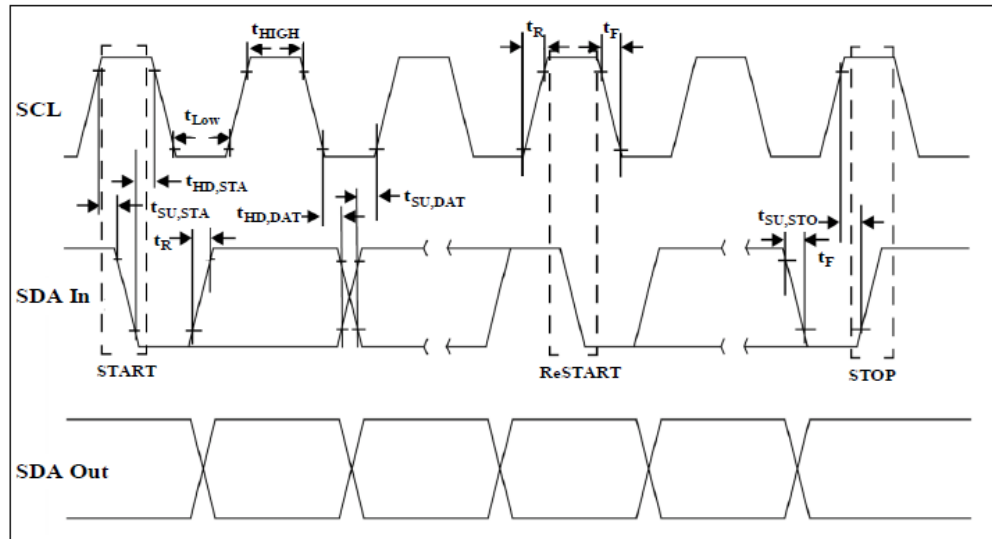 tHIGH
tR
tF
SCL
tLow
tHD,STA
tSU,STA
tHD,DAT
tSU,DAT
tSU,STO
tR
tF
SDA In
START
ReSTART
STOP
SDA Out